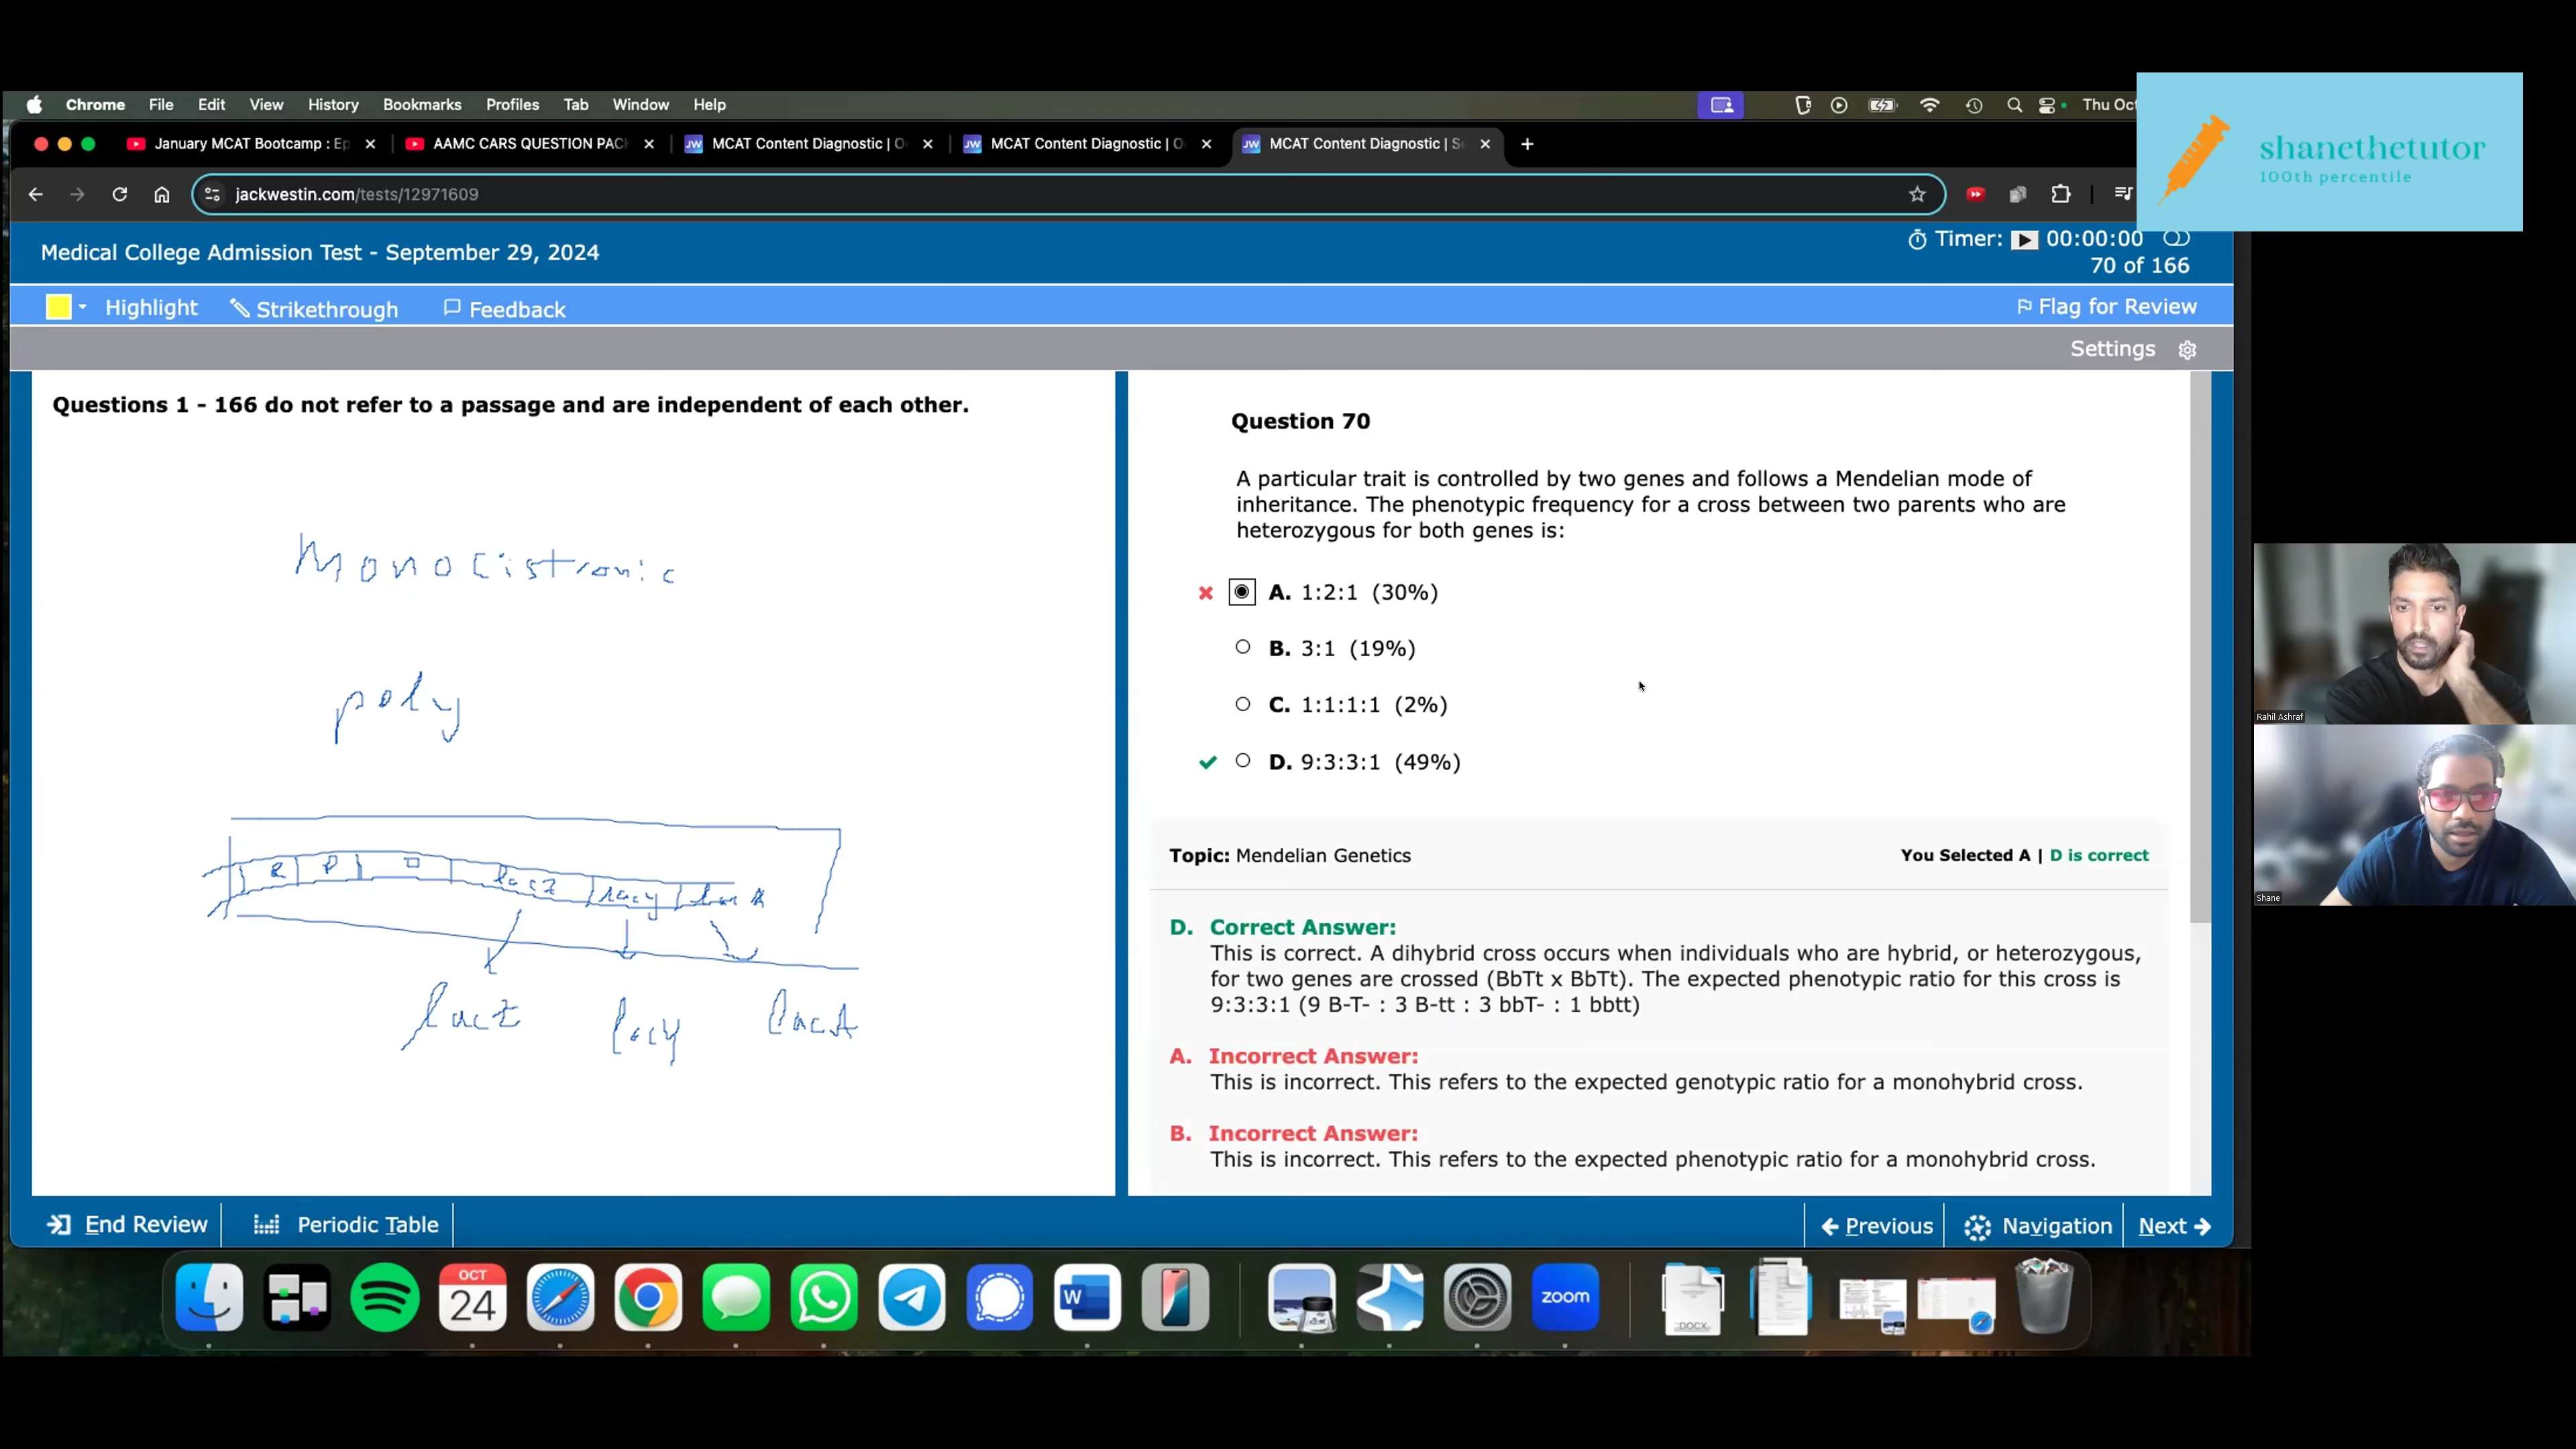 Chrome File Edit View History Bookmarks Profiles Tab Window Help
Thu Oct
shanethetutor
100th percentile
January MCAT Bootcamp : Ep
AAMC CARS QUESTION PAC
MCAT Content Diagnostic | O
MCAT Content Diagnostic | O
MCAT Content Diagnostic | S
jackwestin.com/tests/12971609
Medical College Admission Test - September 29, 2024
Timer: 00:00:00
70 of 166
Highlight Strikethrough Feedback
Flag for Review
Settings
Questions 1 - 166 do not refer to a passage and are independent of each other.
Monocistronic
poly
R P O lacZ lacY lacA
lacZ lacY lacA
Question 70
A particular trait is controlled by two genes and follows a Mendelian mode of
inheritance. The phenotypic frequency for a cross between two parents who are
heterozygous for both genes is:
A. 1:2:1 (30%)
B. 3:1 (19%)
C. 1:1:1:1 (2%)
D. 9:3:3:1 (49%)
Topic: Mendelian Genetics
You Selected A | D is correct
D. Correct Answer:
This is correct. A dihybrid cross occurs when individuals who are hybrid, or heterozygous,
for two genes are crossed (BbTt x BbTt). The expected phenotypic ratio for this cross is
9:3:3:1 (9 B-T- : 3 B-tt : 3 bbT- : 1 bbtt)
A. Incorrect Answer:
This is incorrect. This refers to the expected genotypic ratio for a monohybrid cross.
B. Incorrect Answer:
This is incorrect. This refers to the expected phenotypic ratio for a monohybrid cross.
Rahil Ashraf
Shane
End Review
Periodic Table
Previous
Navigation
Next
OCT
24
W
zoom
.DOCX